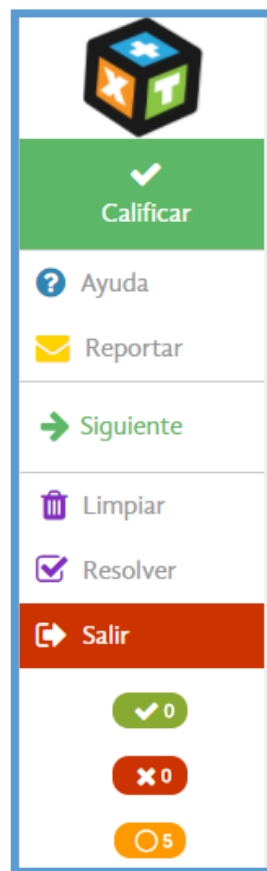 X X T
Calificar
Ayuda
Reportar
Siguiente
Limpiar
Resolver
Salir
0
0
5